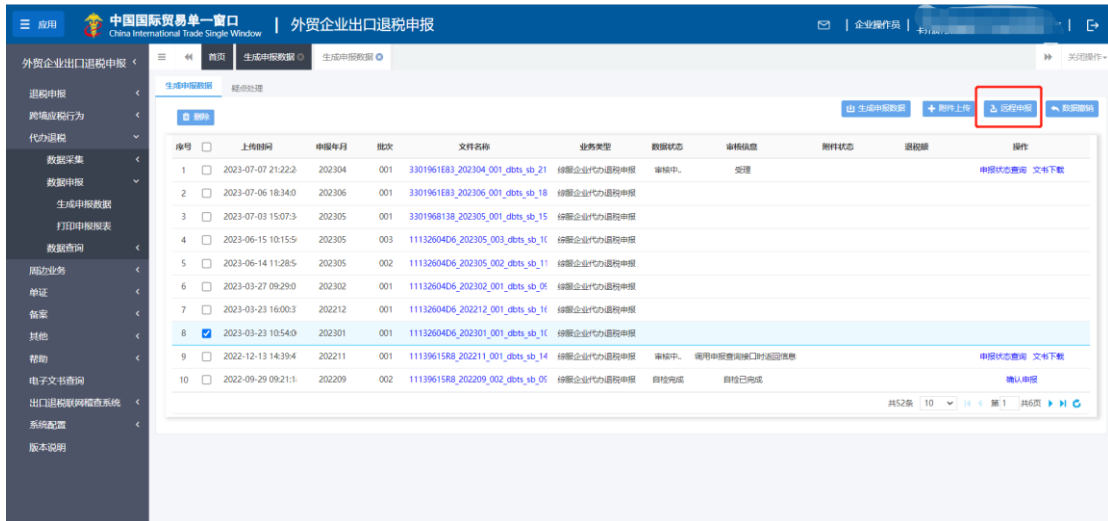 应用 中国国际贸易单一窗口 China International Trade Single Window 外贸企业出口退税申报 企业操作员
外贸企业出口退税申报
首页 生成申报数据 生成申报数据 关闭操作
退税申报
跨境应税行为
代办退税
数据采集
数据申报
生成申报数据
打印申报报表
数据查询
周边业务
单证
备案
其他
帮助
电子文书查询
出口退税联网稽查系统
系统配置
版本说明
生成申报数据 疑点处理
删除 生成申报数据 附件上传 远程申报 数据撤销
序号 上传时间 申报年月 批次 文件名称 业务类型 数据状态 审核信息 附件状态 退税额 操作
1 2023-07-07 21:22:2 202304 001 3301961E83_202304_001_dbts_sb_21 综服企业代办退税申报 审核中.. 受理 申报状态查询 文书下载
2 2023-07-06 18:34:0 202306 001 3301961E83_202306_001_dbts_sb_18 综服企业代办退税申报
3 2023-07-03 15:07:3 202305 001 3301968138_202305_001_dbts_sb_15 综服企业代办退税申报
4 2023-06-15 10:15:5 202305 003 11132604D6_202305_003_dbts_sb_10 综服企业代办退税申报
5 2023-06-14 11:28:5 202305 002 11132604D6_202305_002_dbts_sb_11 综服企业代办退税申报
6 2023-03-27 09:29:0 202302 001 11132604D6_202302_001_dbts_sb_09 综服企业代办退税申报
7 2023-03-23 16:00:3 202212 001 11132604D6_202212_001_dbts_sb_16 综服企业代办退税申报
8 2023-03-23 10:54:0 202301 001 11132604D6_202301_001_dbts_sb_10 综服企业代办退税申报
9 2022-12-13 14:39:4 202211 001 11139615R8_202211_001_dbts_sb_14 综服企业代办退税申报 审核中.. 调用申报查询接口时返回信息 申报状态查询 文书下载
10 2022-09-29 09:21:1 202209 002 11139615R8_202209_002_dbts_sb_09 综服企业代办退税申报 自检完成 自检已完成 确认申报
共52条 10 第 1 共6页